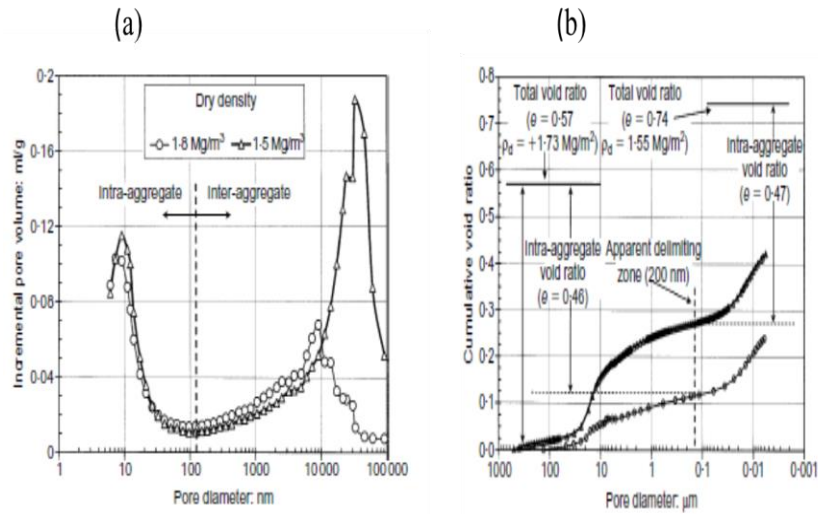 (a)
(b)
0·2
0·16
0·12
0·08
0·04
0
Incremental pore volume: ml/g
Dry density
1·8 Mg/m³
1·5 Mg/m³
Intra-aggregate
Inter-aggregate
1
10
100
1000
10000
100000
Pore diameter: nm
0·8
0·7
0·6
0·5
0·4
0·3
0·2
0·1
0·0
Cumulative void ratio
Total void ratio
(e = 0·57
ρd = +1·73 Mg/m²)
Total void ratio
(e = 0·74
ρd = 1·55 Mg/m²)
Intra-aggregate
void ratio
(e = 0·47)
Intra-aggregate
void ratio
(e = 0·46)
Apparent delimiting
zone (200 nm)
1000
100
10
1
0·1
0·01
0·001
Pore diameter: μm